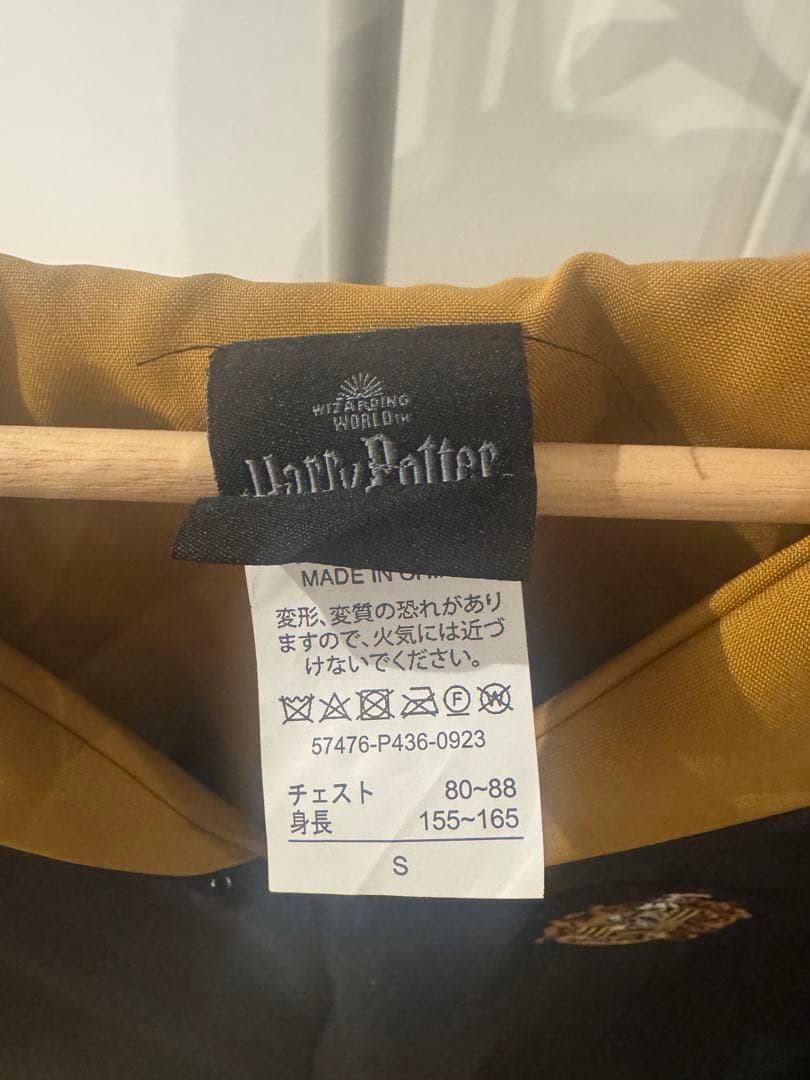 WIZARDING
WORLD™
Harry Potter
MADE IN
変形、変質の恐れがあり
ますので、火気には近づ
けないでください。
F W
57476-P436-0923
チェスト 80~88
身長 155~165
S